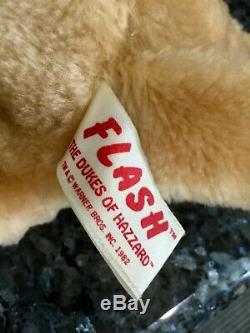 FLASH™
THE DUKES OF HAZZARD™
TM & © WARNER BROS. INC. 1982